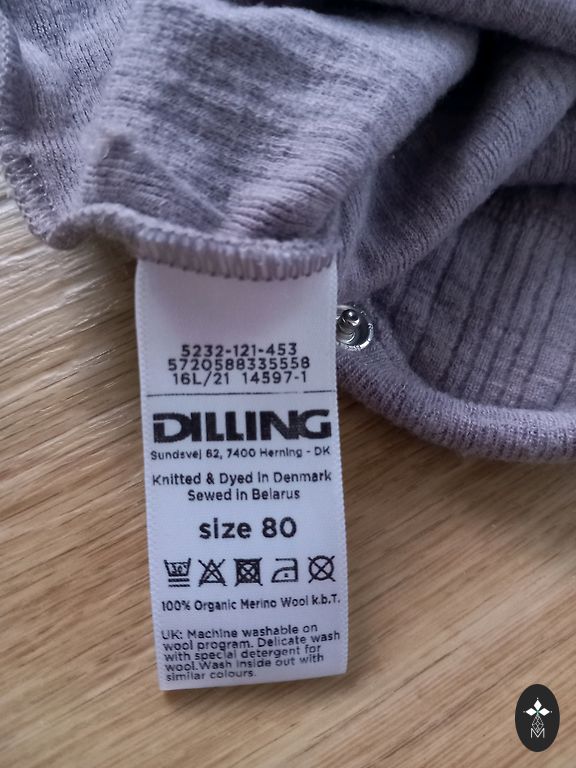 5232-121-453
5720588335558
16L/21 14597-1
DILLING
Sundsvej 62, 7400 Herning - DK
Knitted & Dyed in Denmark
Sewed in Belarus
size 80
30°
100% Organic Merino Wool k.b.T.
UK: Machine washable on
wool program. Delicate wash
with special detergent for
wool. Wash inside out with
similar colours.
M